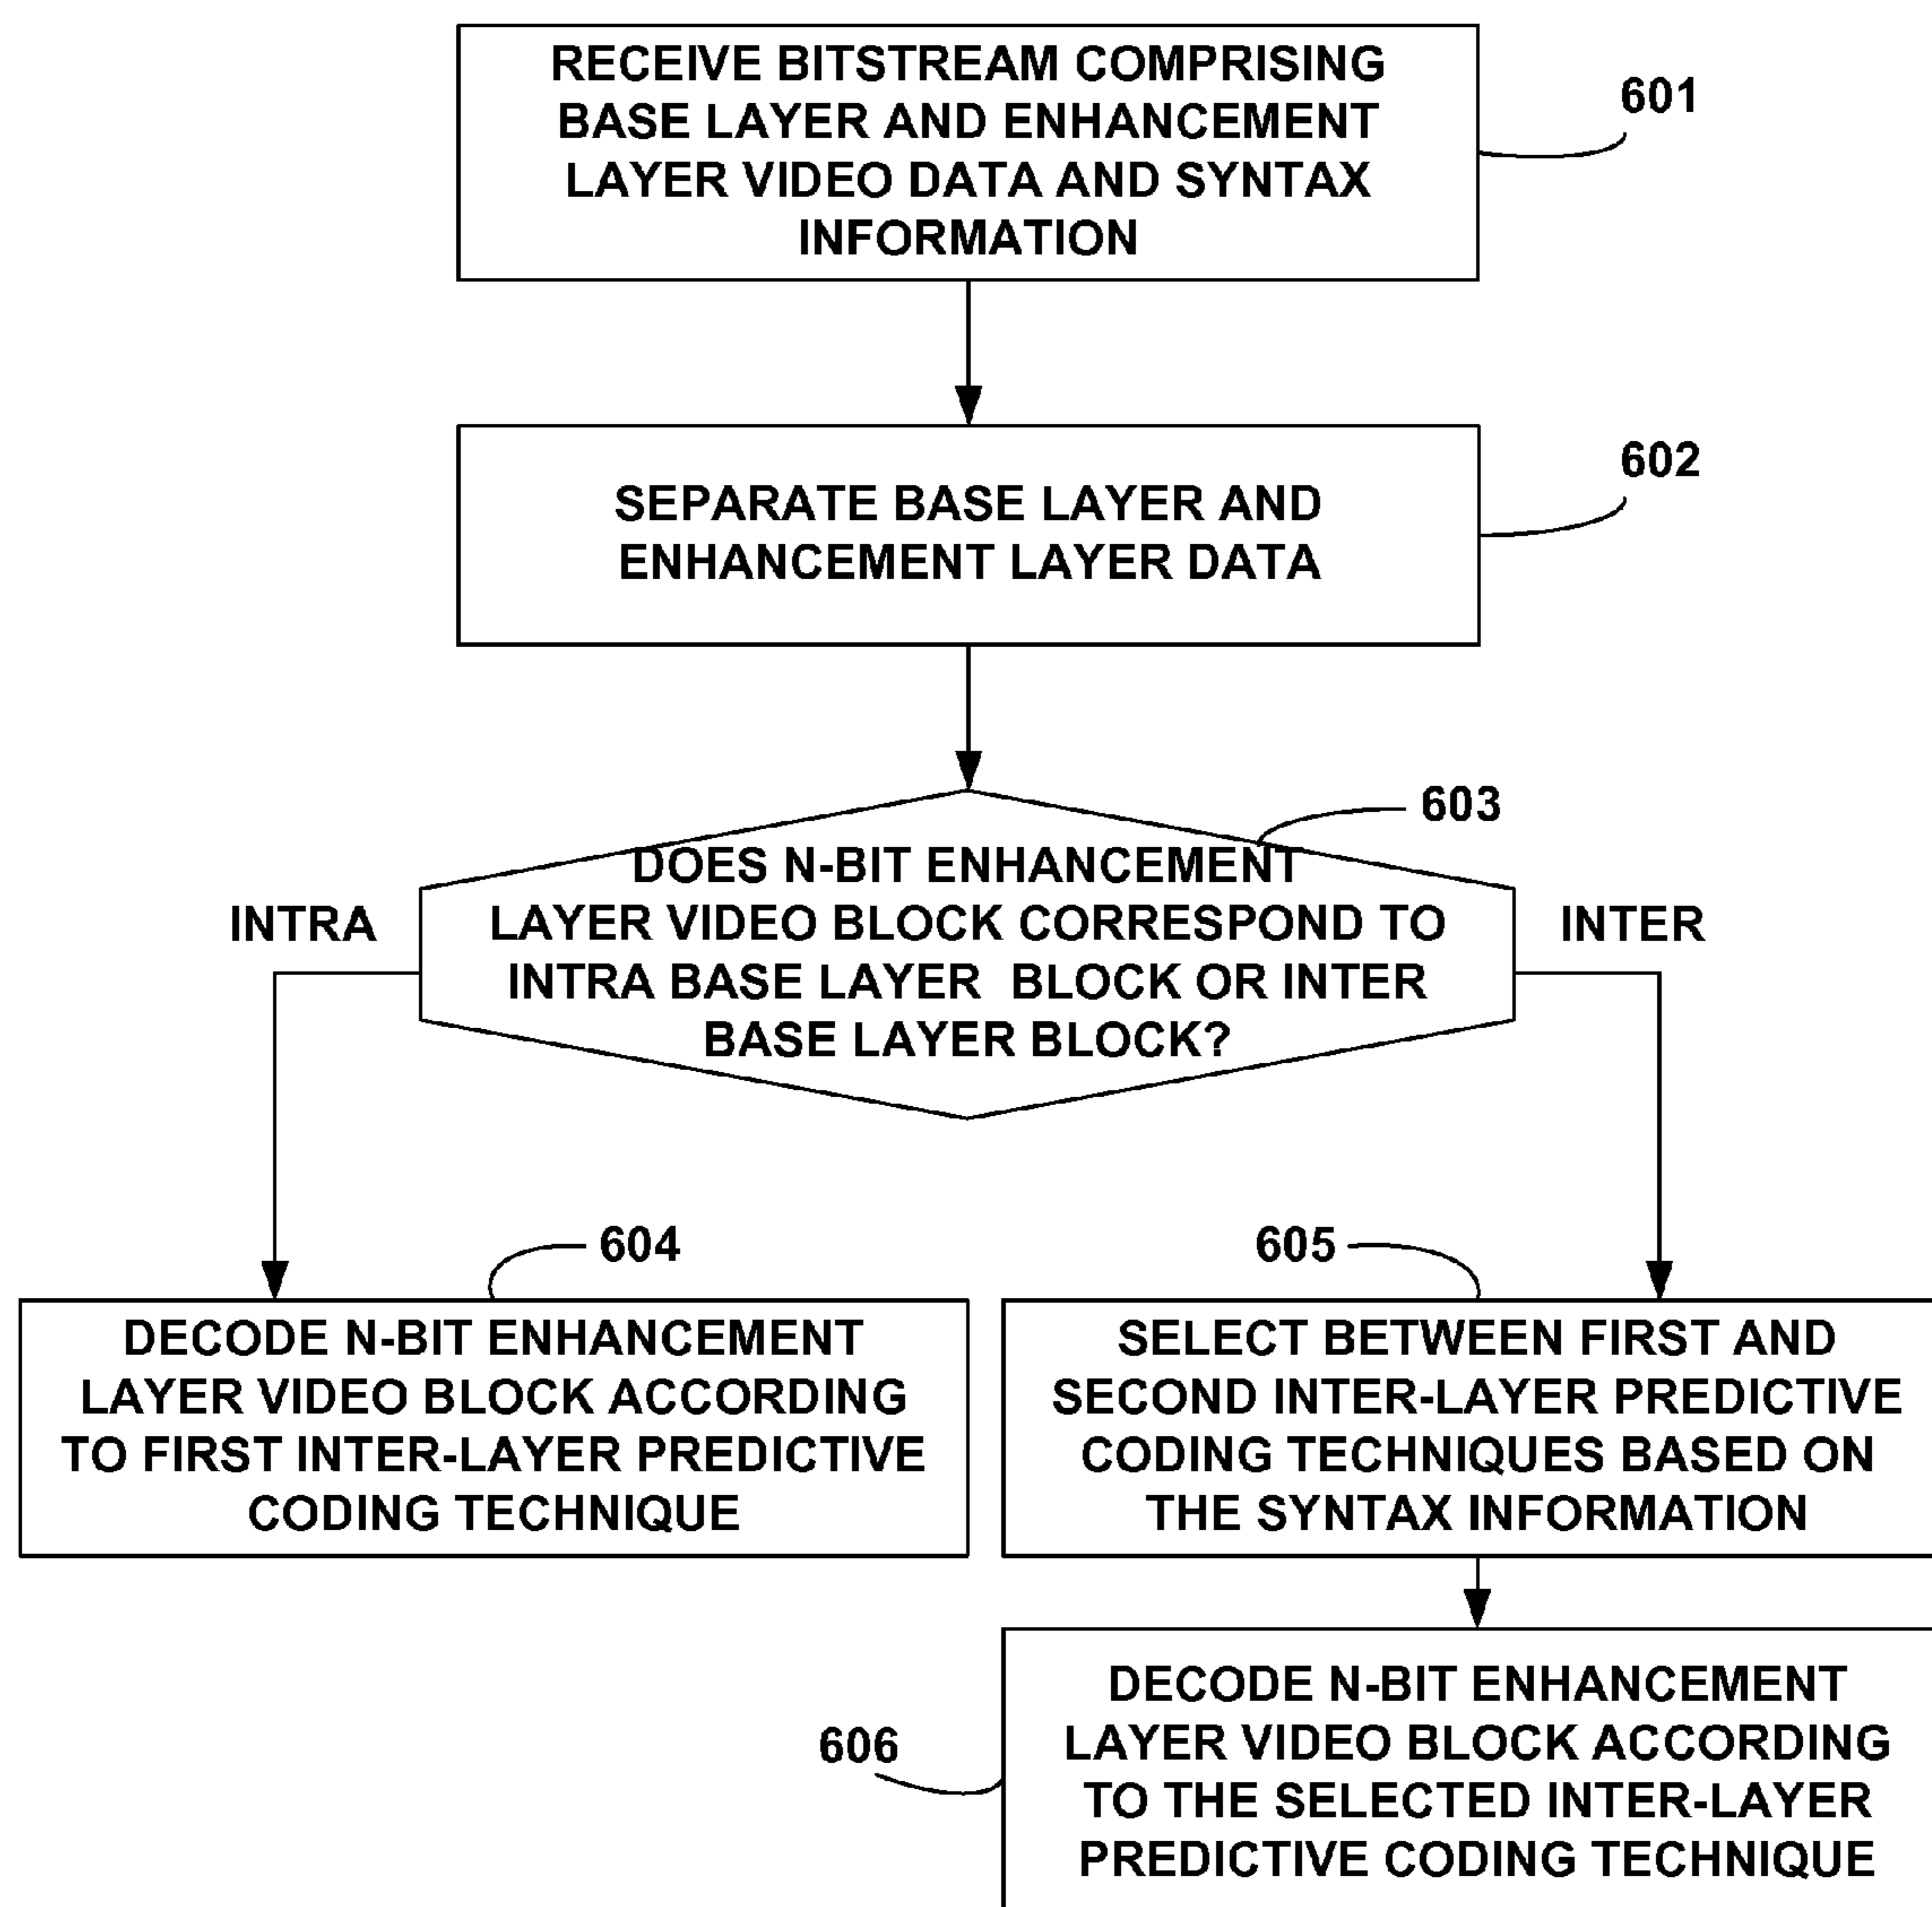 RECEIVE BITSTREAM COMPRISING
BASE LAYER AND ENHANCEMENT
LAYER VIDEO DATA AND SYNTAX
INFORMATION
601
SEPARATE BASE LAYER AND
ENHANCEMENT LAYER DATA
602
603
DOES N-BIT ENHANCEMENT
LAYER VIDEO BLOCK CORRESPOND TO
INTRA BASE LAYER BLOCK OR INTER
BASE LAYER BLOCK?
INTRA
INTER
604
DECODE N-BIT ENHANCEMENT
LAYER VIDEO BLOCK ACCORDING
TO FIRST INTER-LAYER PREDICTIVE
CODING TECHNIQUE
605
SELECT BETWEEN FIRST AND
SECOND INTER-LAYER PREDICTIVE
CODING TECHNIQUES BASED ON
THE SYNTAX INFORMATION
606
DECODE N-BIT ENHANCEMENT
LAYER VIDEO BLOCK ACCORDING
TO THE SELECTED INTER-LAYER
PREDICTIVE CODING TECHNIQUE